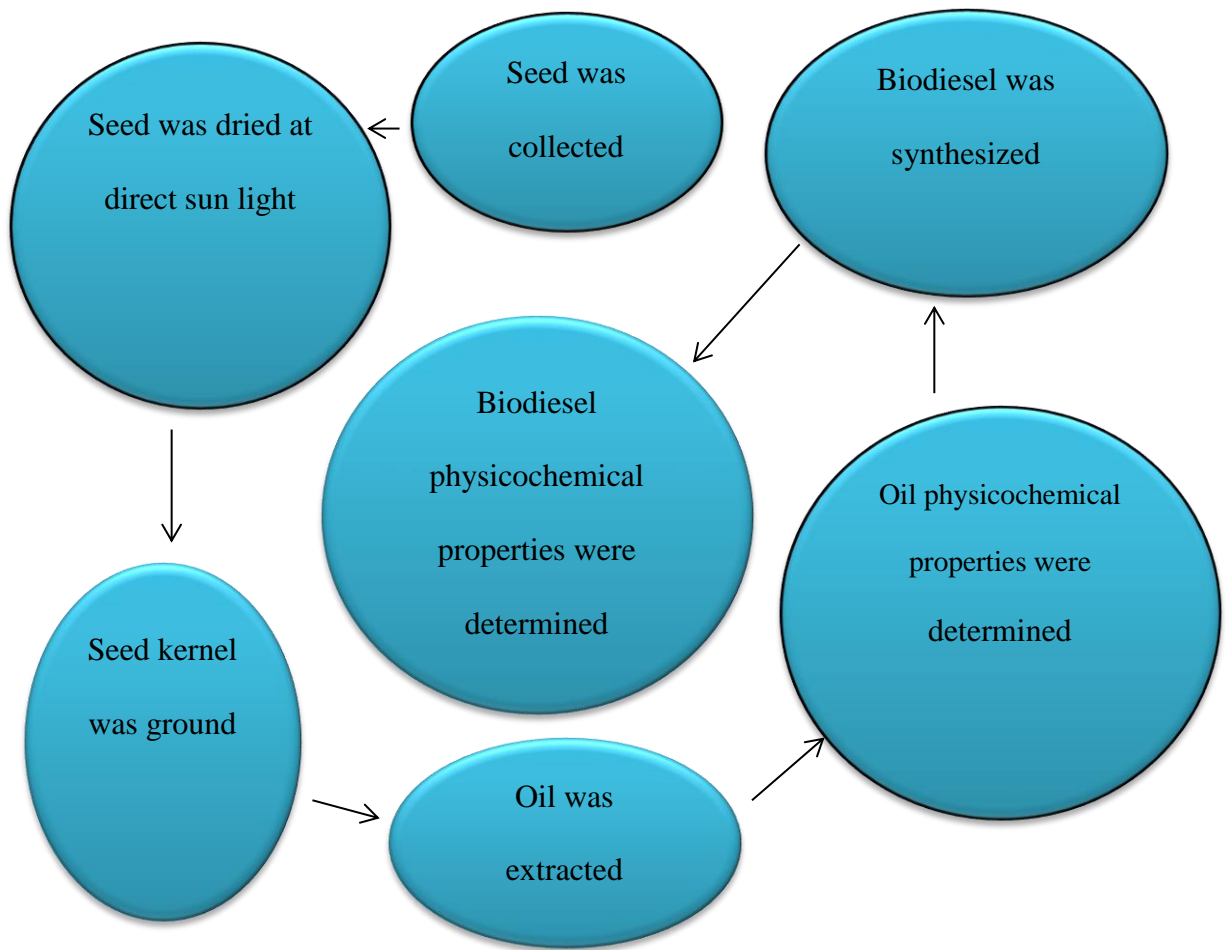 Seed was
collected
Seed was dried at
direct sun light
Seed kernel
was ground
Oil was
extracted
Oil physicochemical
properties were
determined
Biodiesel was
synthesized
Biodiesel
physicochemical
properties were
determined